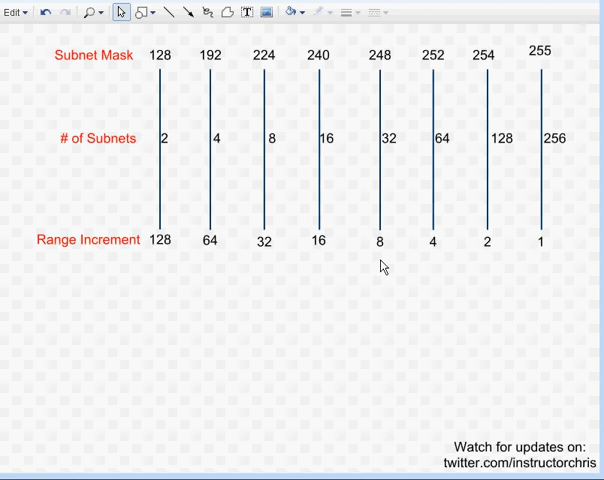 Edit
Subnet Mask 128 192 224 240 248 252 254 255
# of Subnets 2 4 8 16 32 64 128 256
Range Increment 128 64 32 16 8 4 2 1
Watch for updates on:
twitter.com/instructorchris